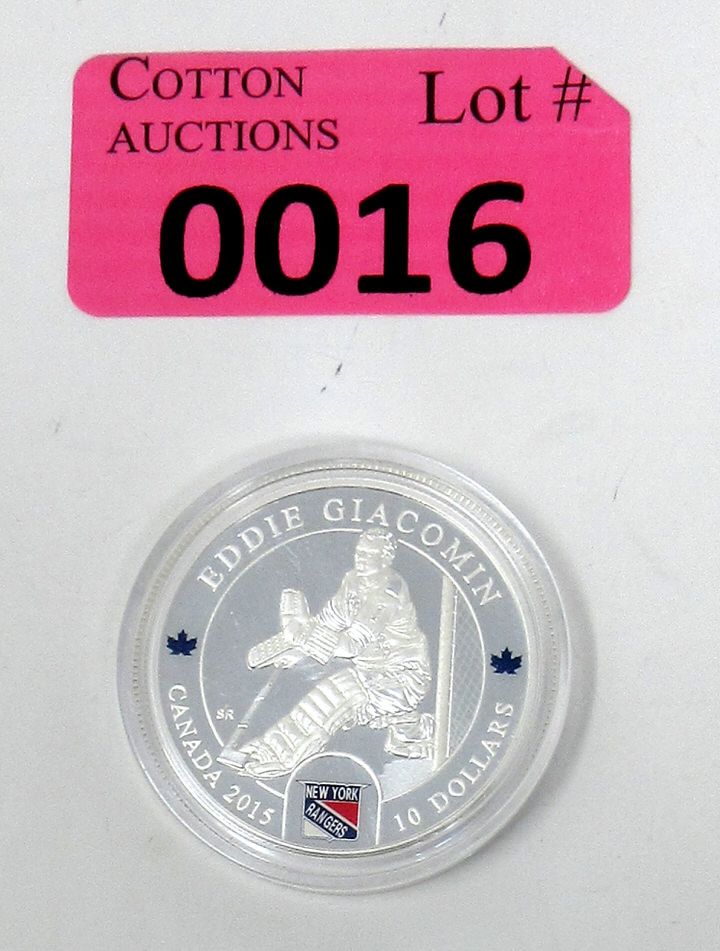 COTTON
AUCTIONS
Lot #
0016
EDDIE GIACOMIN
SR
CANADA 2015
10 DOLLARS
NEW YORK
RANGERS